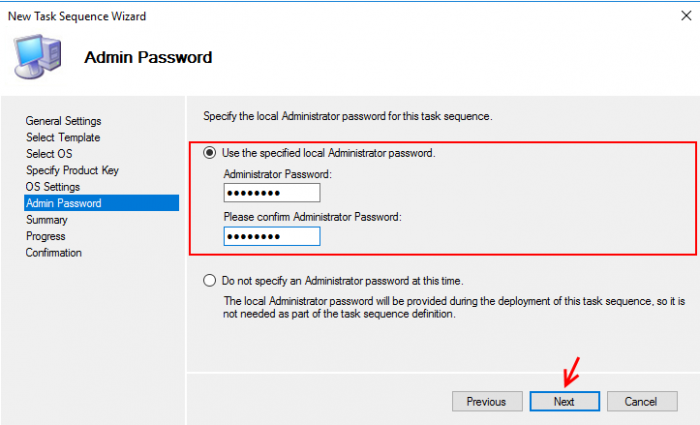 New Task Sequence Wizard
Admin Password
General Settings
Select Template
Select OS
Specify Product Key
OS Settings
Admin Password
Summary
Progress
Confirmation
Specify the local Administrator password for this task sequence.
Use the specified local Administrator password.
Administrator Password:
••••••••
Please confirm Administrator Password:
••••••••
Do not specify an Administrator password at this time.
The local Administrator password will be provided during the deployment of this task sequence, so it is
not needed as part of the task sequence definition.
Previous
Next
Cancel